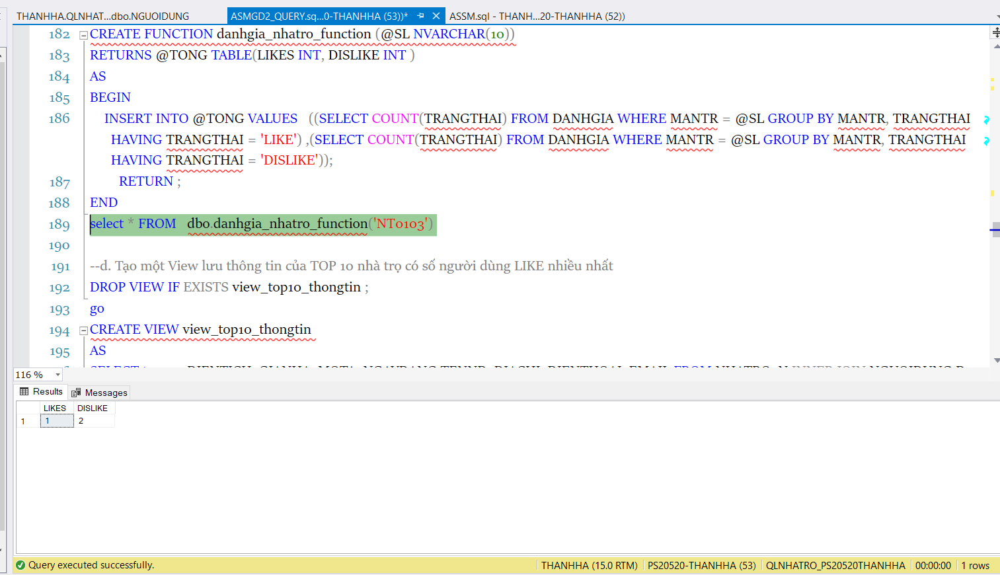 THANHHA.QLNHAT...dbo.NGUOIDUNG
ASMGD2_QUERY.sq...0-THANHHA (53))*
ASSM.sql - THANH...20-THANHHA (52))
182 CREATE FUNCTION danhgia_nhatro_function (@SL NVARCHAR(10))
183 RETURNS @TONG TABLE(LIKES INT, DISLIKE INT )
184 AS
185 BEGIN
186 INSERT INTO @TONG VALUES ((SELECT COUNT(TRANGTHAI) FROM DANHGIA WHERE MANTR = @SL GROUP BY MANTR, TRANGTHAI
HAVING TRANGTHAI = 'LIKE') ,(SELECT COUNT(TRANGTHAI) FROM DANHGIA WHERE MANTR = @SL GROUP BY MANTR, TRANGTHAI
HAVING TRANGTHAI = 'DISLIKE'));
187 RETURN ;
188 END
189 select * FROM dbo.danhgia_nhatro_function('NT0103')
190
191 --d. Tạo một View lưu thông tin của TOP 10 nhà trọ có số người dùng LIKE nhiều nhất
192 DROP VIEW IF EXISTS view_top10_thongtin ;
193 go
194 CREATE VIEW view_top10_thongtin
195 AS
116 %
Results Messages
LIKES DISLIKE
1 1 2
Query executed successfully.
THANHHA (15.0 RTM) PS20520-THANHHA (53) QLNHATRO_PS20520THANHHA 00:00:00 1 rows